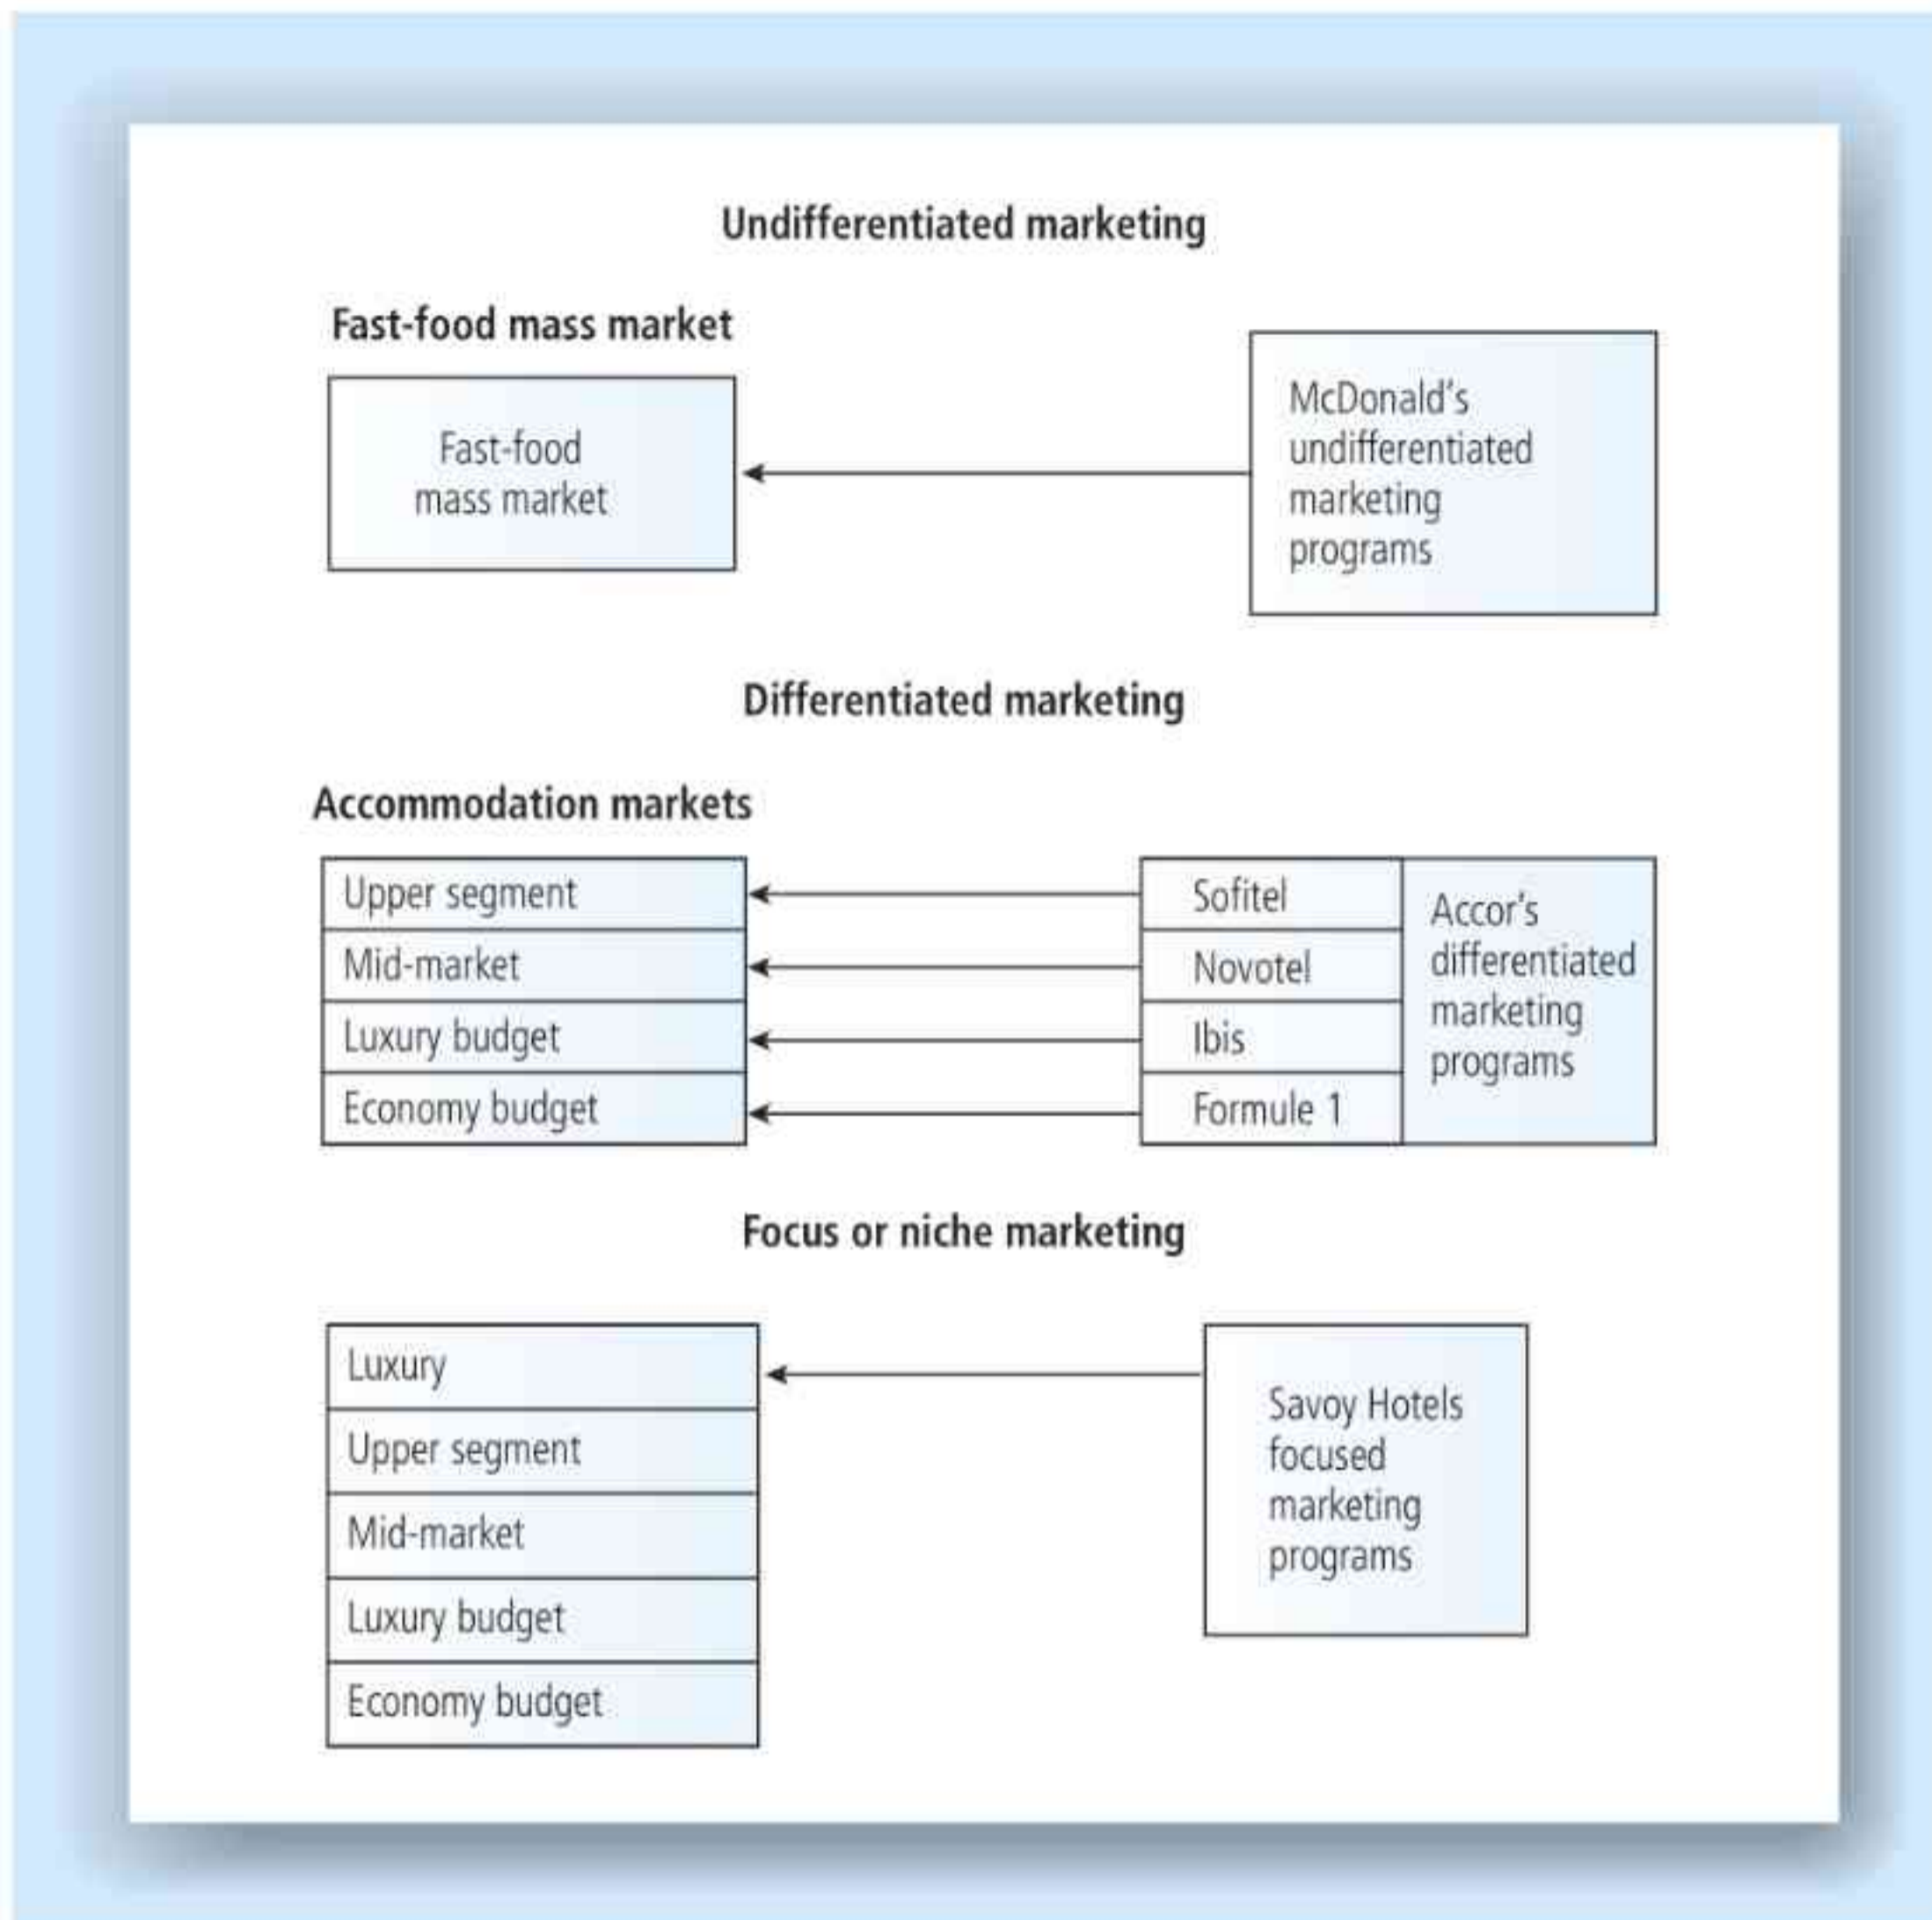 Undifferentiated marketing
Fast-food mass market
Fast-food
mass market
McDonald's
undifferentiated
marketing
programs
Differentiated marketing
Accommodation markets
Upper segment
Mid-market
Luxury budget
Economy budget
Sofitel
Novotel
Ibis
Formule 1
Accor's
differentiated
marketing
programs
Focus or niche marketing
Luxury
Upper segment
Mid-market
Luxury budget
Economy budget
Savoy Hotels
focused
marketing
programs